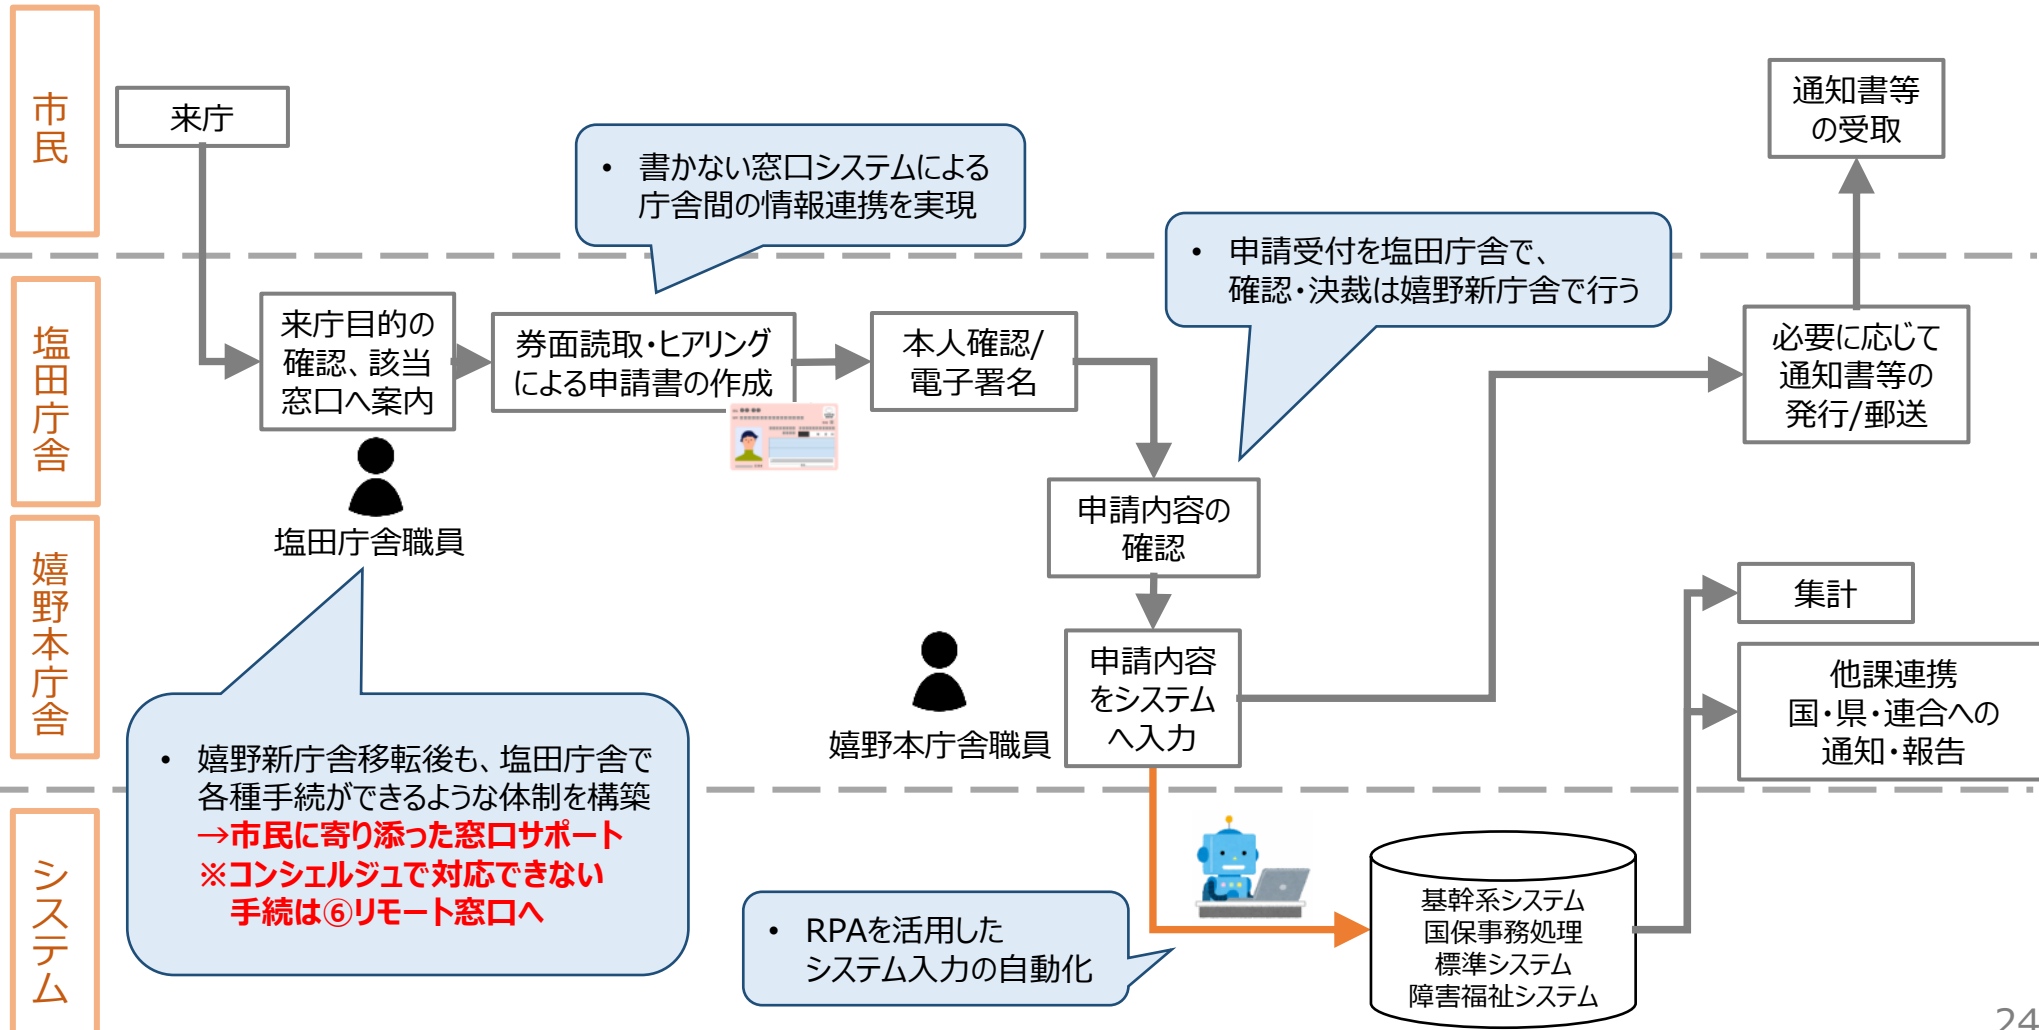 市民
来庁
通知書等
の受取
• 書かない窓口システムによる
庁舎間の情報連携を実現
• 申請受付を塩田庁舎で、
確認・決裁は嬉野新庁舎で行う
塩田庁舎
来庁目的の
確認、該当
窓口へ案内
券面読取・ヒアリング
による申請書の作成
本人確認/
電子署名
必要に応じて
通知書等の
発行/郵送
塩田庁舎職員
申請内容の
確認
嬉野本庁舎
嬉野本庁舎職員
申請内容
をシステム
へ入力
集計
他課連携
国・県・連合への
通知・報告
• 嬉野新庁舎移転後も、塩田庁舎で
各種手続ができるような体制を構築
→市民に寄り添った窓口サポート
※コンシェルジュで対応できない
手続は⑥リモート窓口へ
システム
• RPAを活用した
システム入力の自動化
基幹系システム
国保事務処理
標準システム
障害福祉システム
24